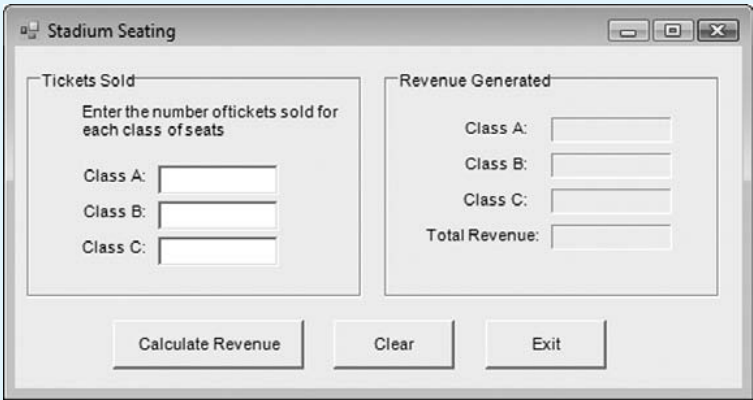 Stadium Seating
Tickets Sold
Enter the number oftickets sold for
each class of seats
Class A:
Class B:
Class C:
Revenue Generated
Class A:
Class B:
Class C:
Total Revenue:
Calculate Revenue
Clear
Exit